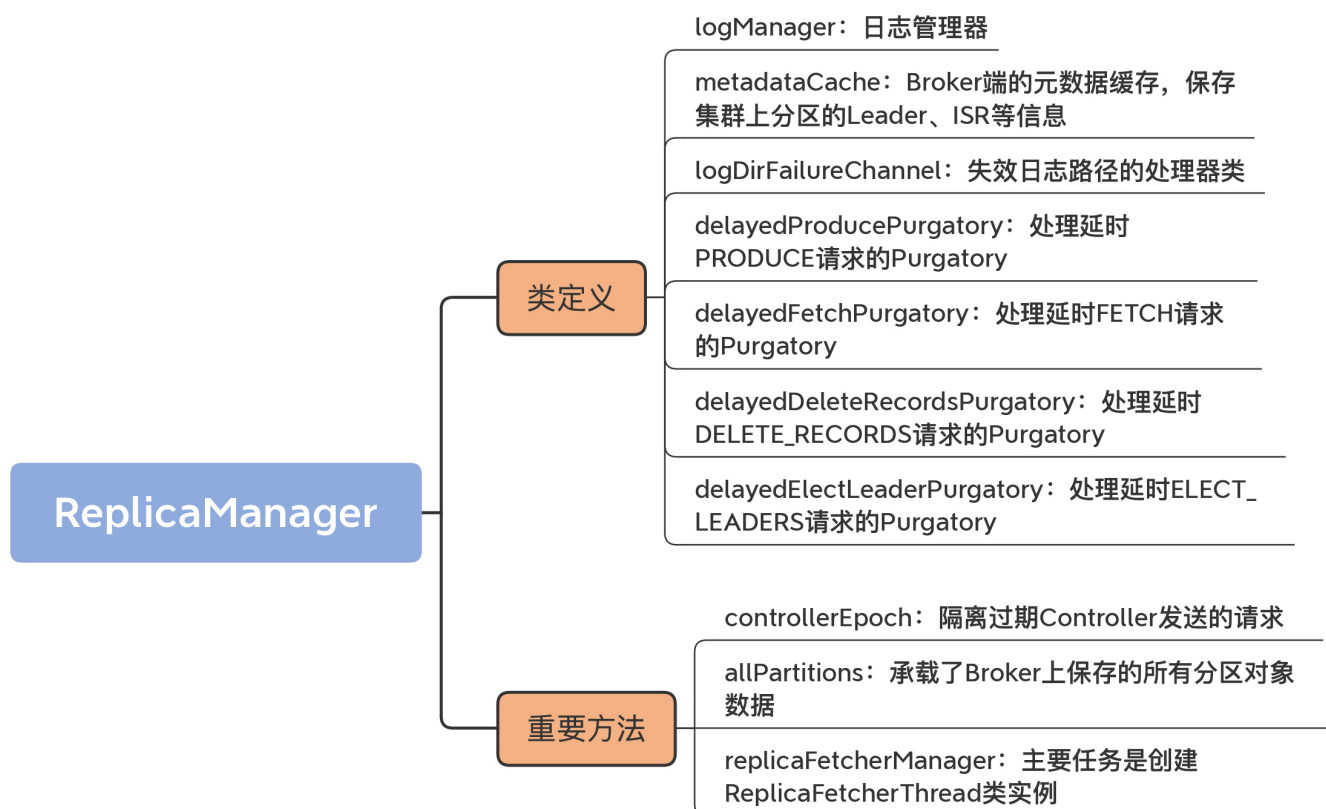 logManager：日志管理器
metadataCache：Broker端的元数据缓存，保存
集群上分区的Leader、ISR等信息
logDirFailureChannel：失效日志路径的处理器类
delayedProducePurgatory：处理延时
PRODUCE请求的Purgatory
类定义
delayedFetchPurgatory：处理延时FETCH请求
的Purgatory
delayedDeleteRecordsPurgatory：处理延时
DELETE_RECORDS请求的Purgatory
delayedElectLeaderPurgatory：处理延时ELECT_
LEADERS请求的Purgatory
ReplicaManager
controllerEpoch：隔离过期Controller发送的请求
allPartitions：承载了Broker上保存的所有分区对象
数据
重要方法
replicaFetcherManager：主要任务是创建
ReplicaFetcherThread类实例